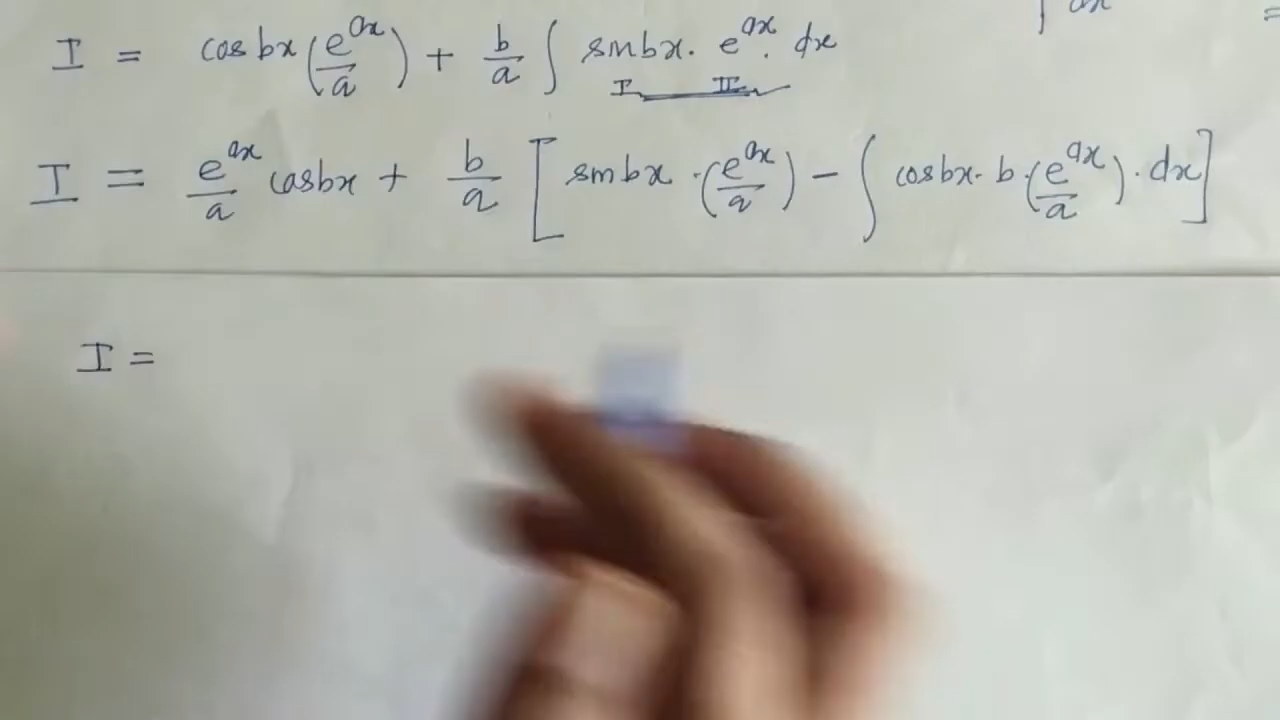 I = cos bx (e^ax/a) + b/a ∫ sin bx. e^ax. dx
I II
I = e^ax/a cos bx + b/a [ sin bx .(e^ax/a) − ∫ cos bx. b.(e^ax/a). dx ]
I =